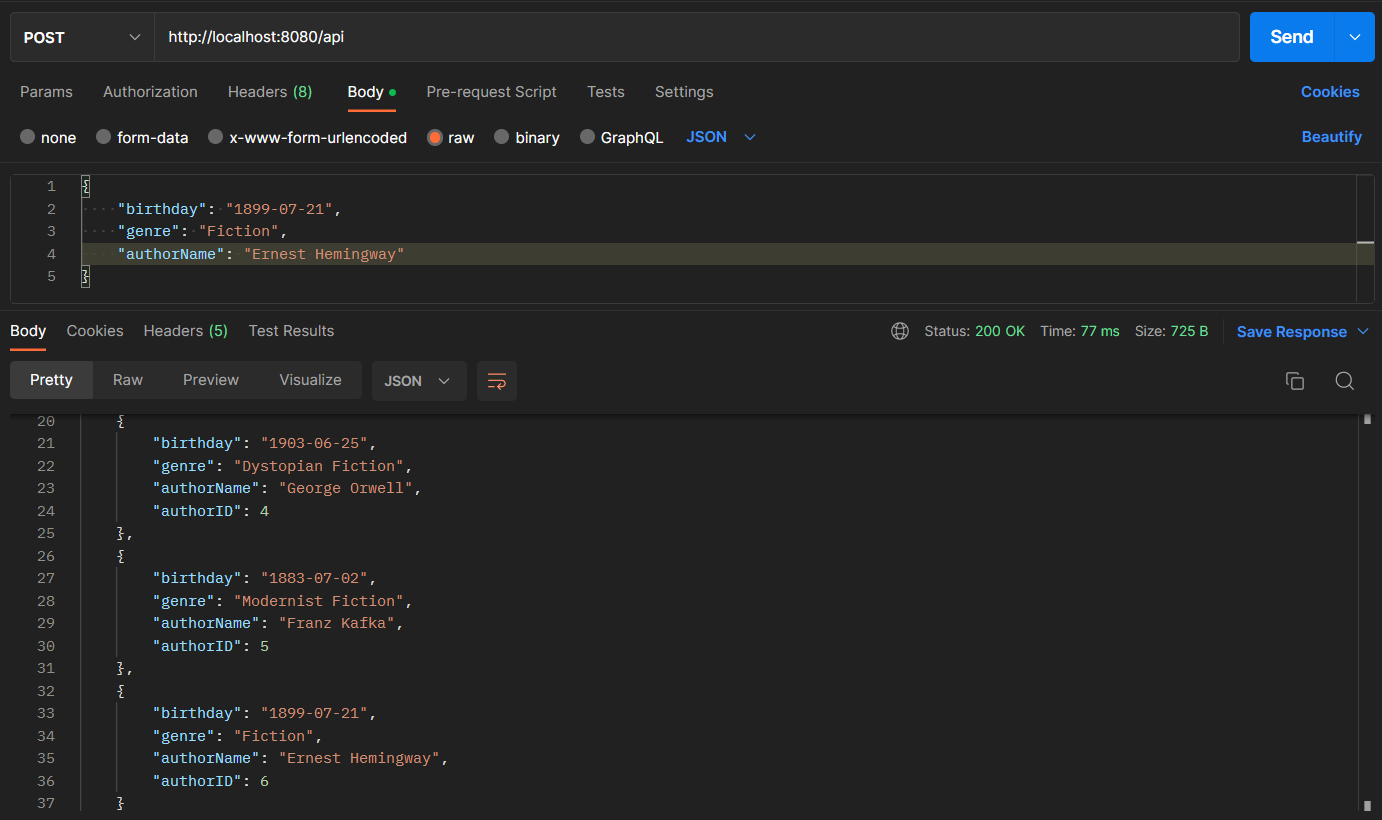 POST http://localhost:8080/api Send
Params Authorization Headers (8) Body Pre-request Script Tests Settings Cookies
none form-data x-www-form-urlencoded raw binary GraphQL JSON Beautify
1 {
2 "birthday": "1899-07-21",
3 "genre": "Fiction",
4 "authorName": "Ernest Hemingway"
5 }
Body Cookies Headers (5) Test Results Status: 200 OK Time: 77 ms Size: 725 B Save Response
Pretty Raw Preview Visualize JSON
20 {
21 "birthday": "1903-06-25",
22 "genre": "Dystopian Fiction",
23 "authorName": "George Orwell",
24 "authorID": 4
25 },
26 {
27 "birthday": "1883-07-02",
28 "genre": "Modernist Fiction",
29 "authorName": "Franz Kafka",
30 "authorID": 5
31 },
32 {
33 "birthday": "1899-07-21",
34 "genre": "Fiction",
35 "authorName": "Ernest Hemingway",
36 "authorID": 6
37 }